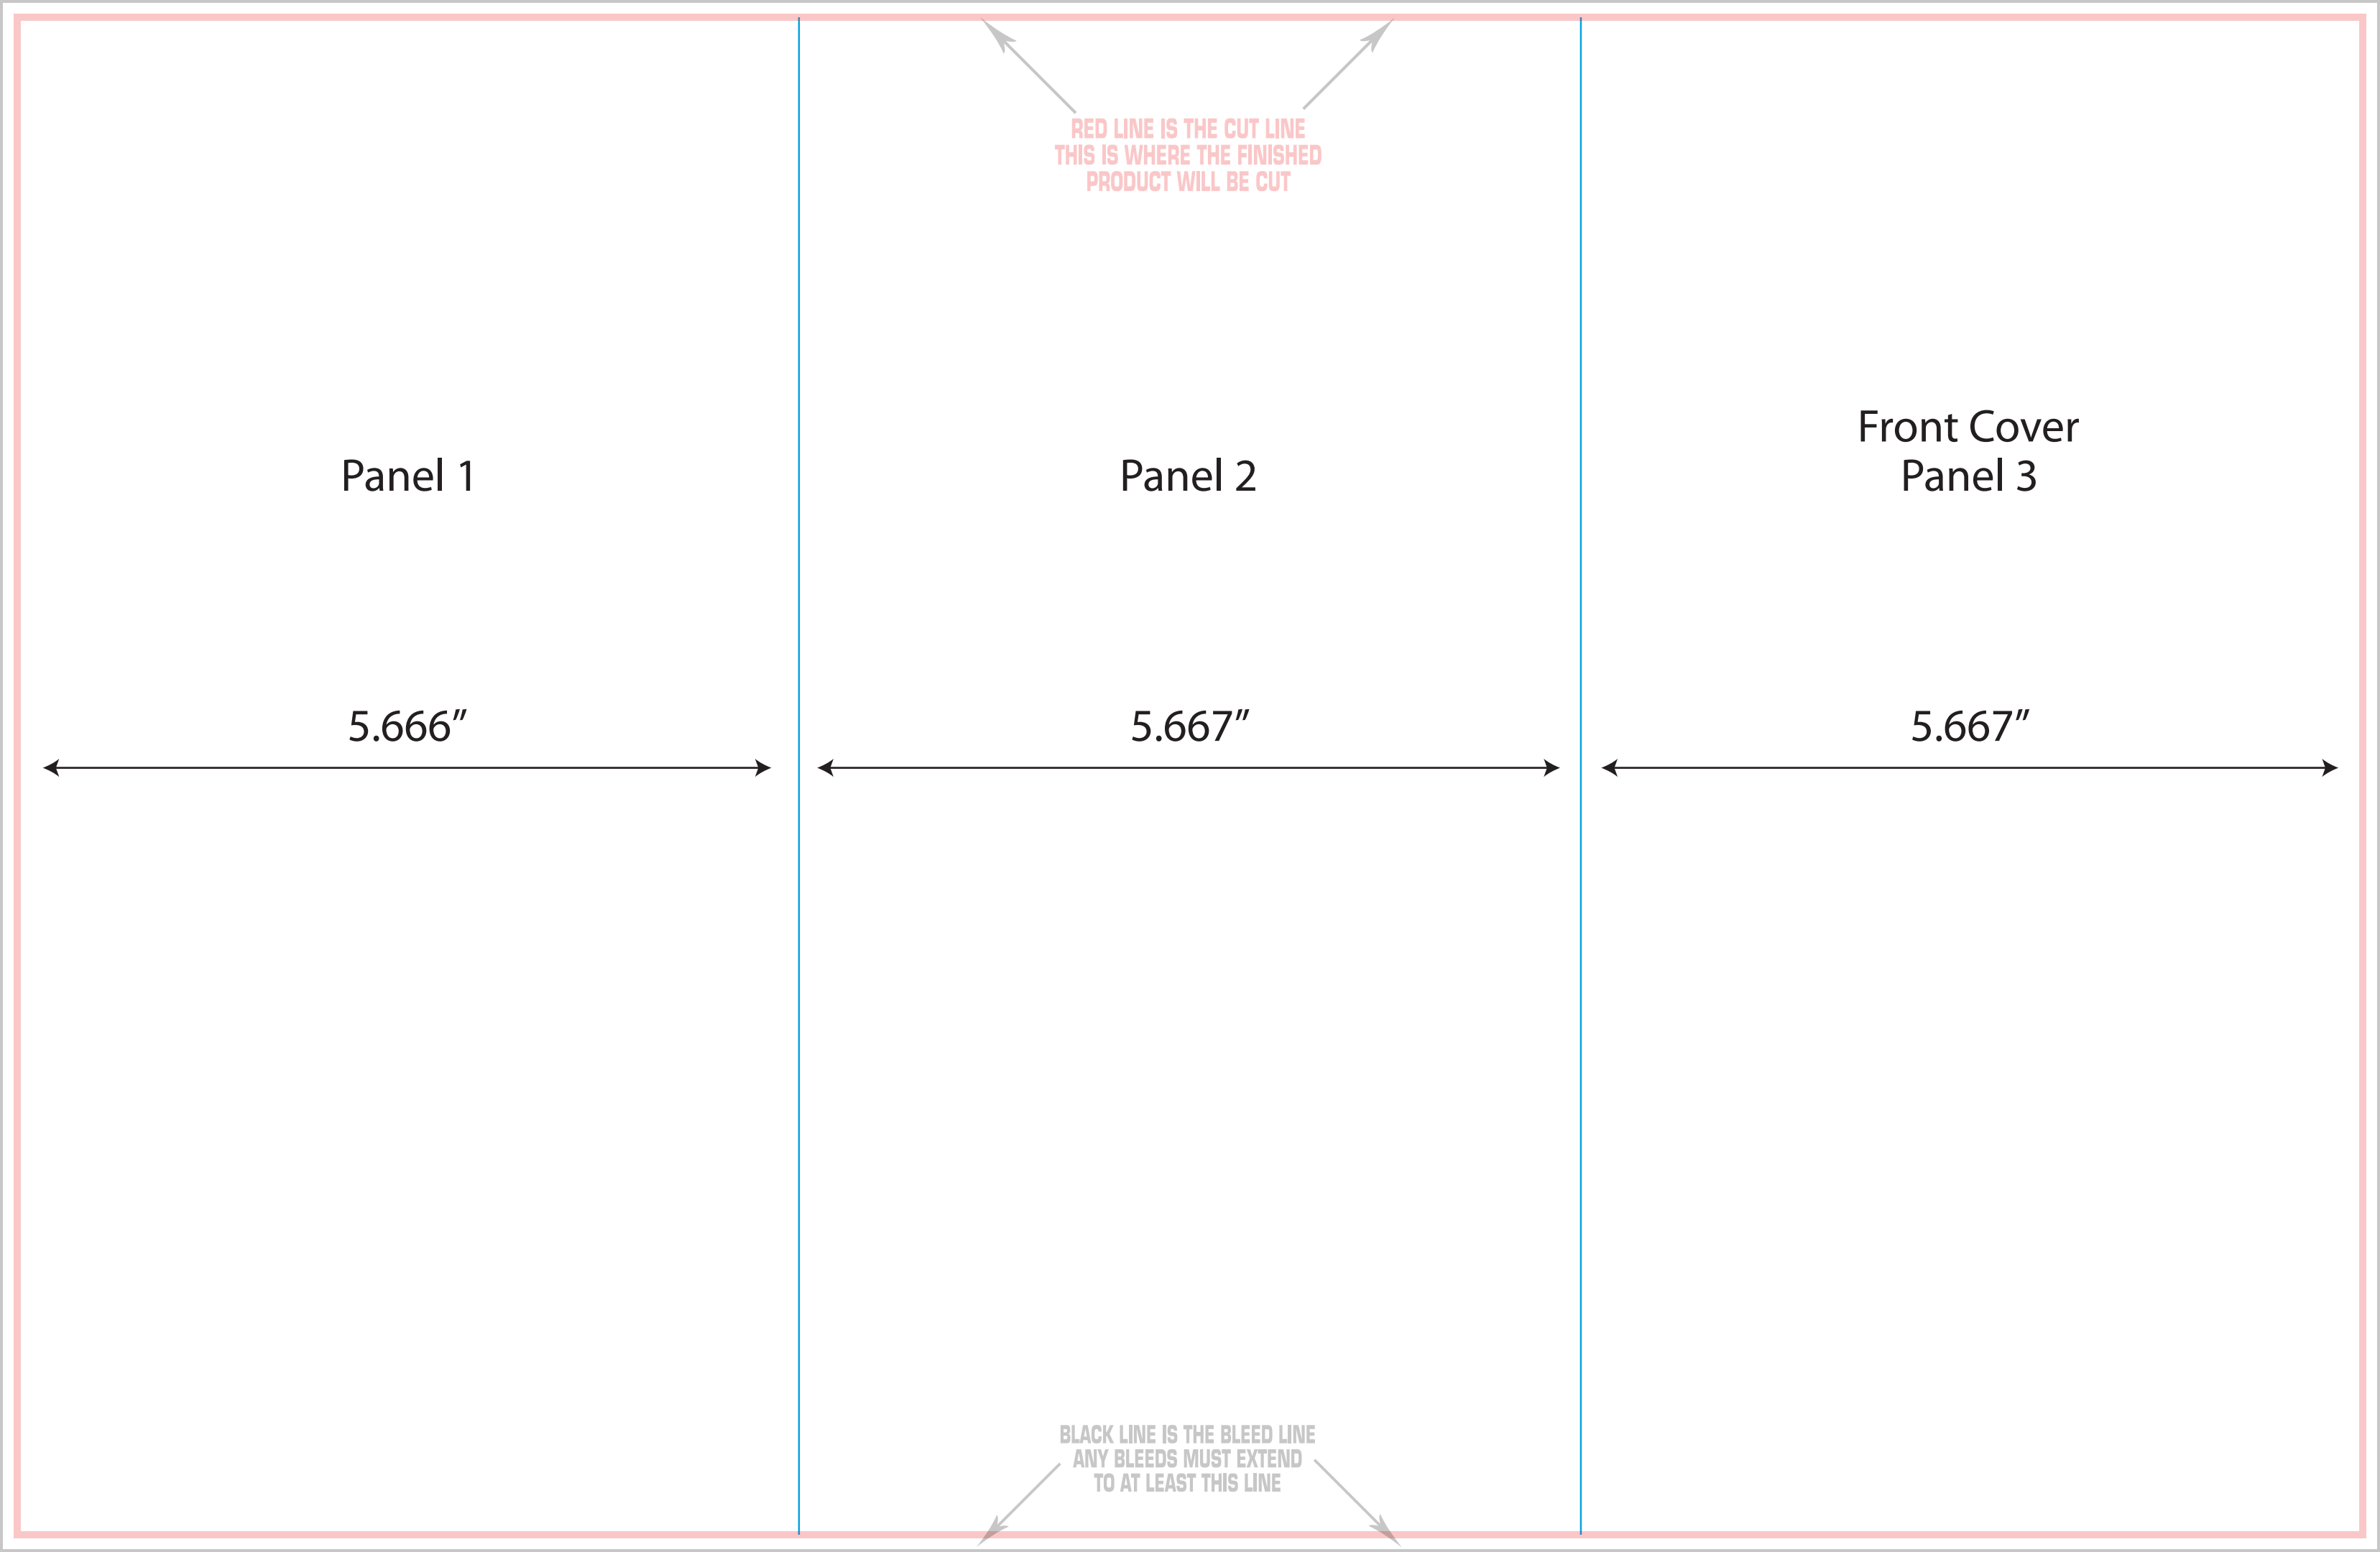 RED LINE IS THE CUT LINE
THIS IS WHERE THE FINISHED
PRODUCT WILL BE CUT
Panel 1
Panel 2
Front Cover
Panel 3
5.666”
5.667”
5.667”
BLACK LINE IS THE BLEED LINE
ANY BLEEDS MUST EXTEND
TO AT LEAST THIS LINE